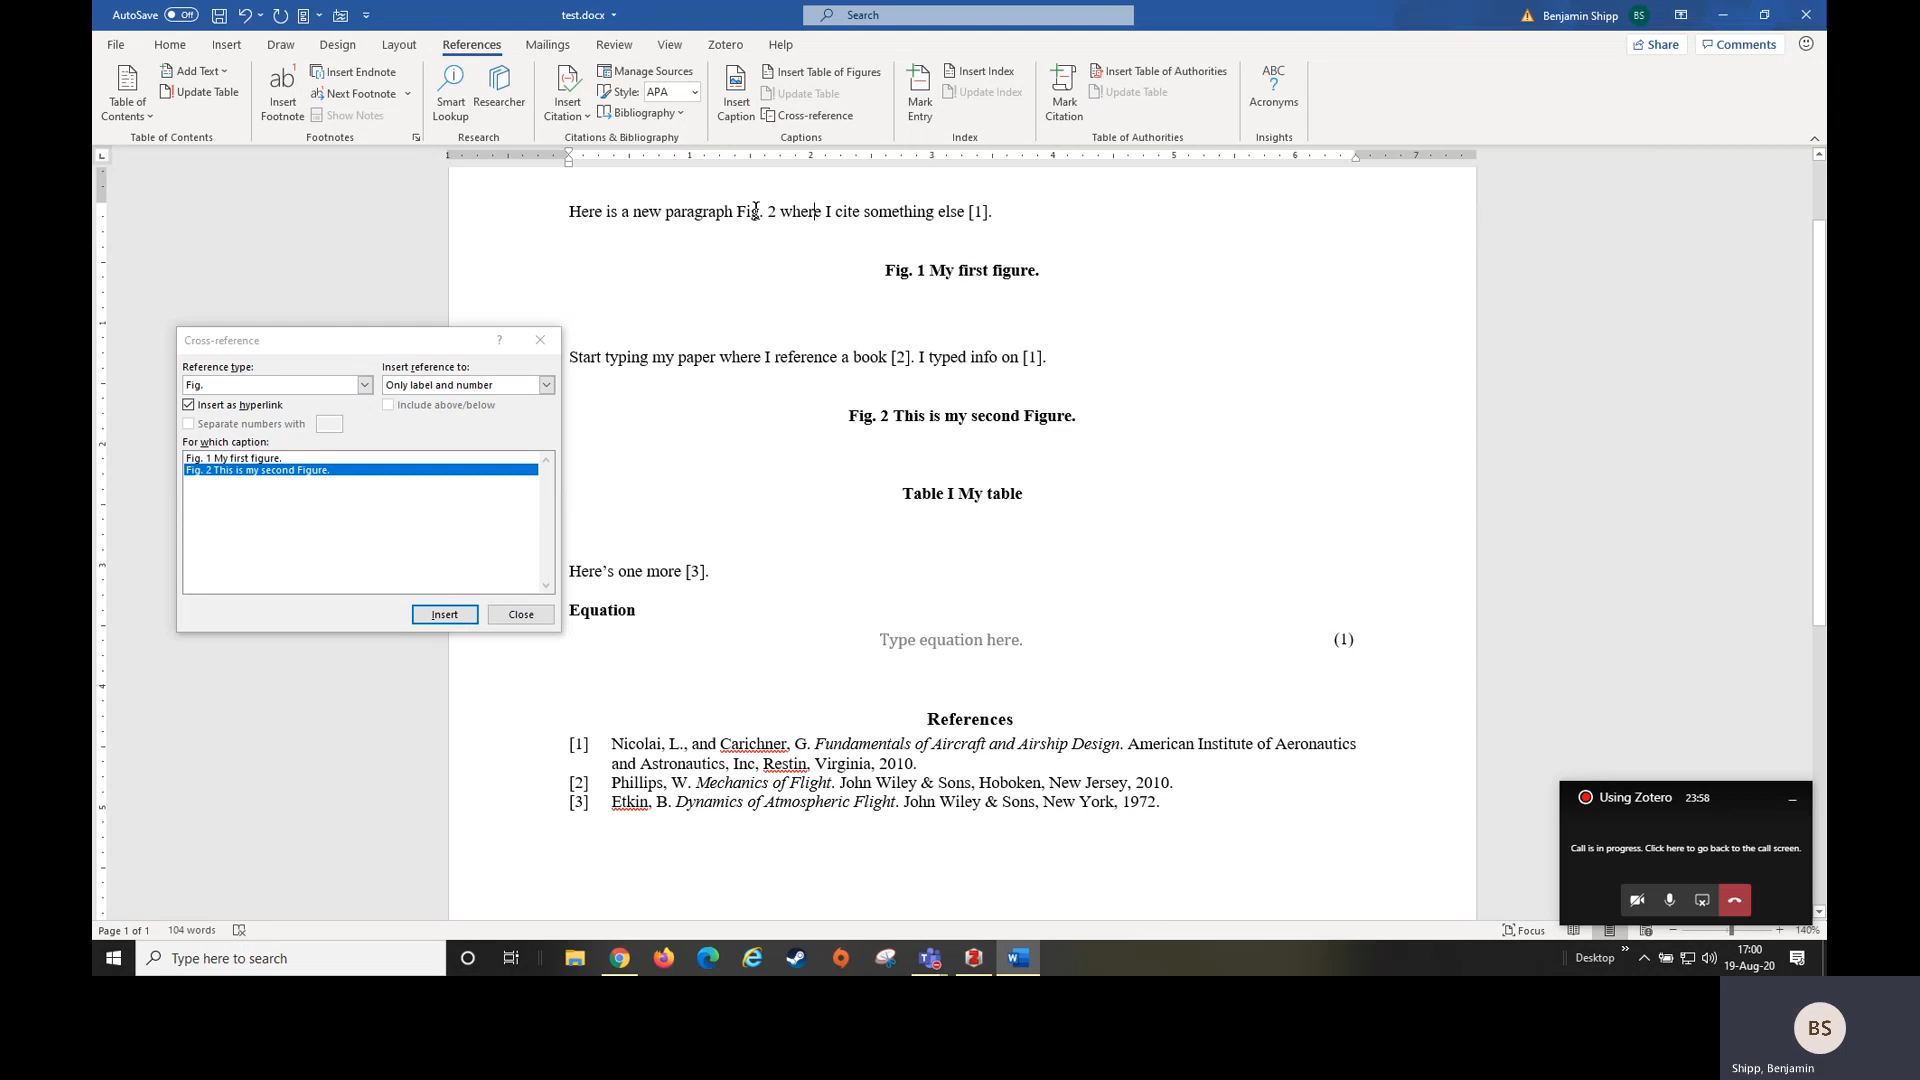 AutoSave Off test.docx Search Benjamin Shipp BS
File Home Insert Draw Design Layout References Mailings Review View Zotero Help Share Comments
Table of Contents
Add Text
Update Table
Table of Contents
ab
Insert Footnote
Insert Endnote
Next Footnote
Show Notes
Footnotes
Smart Lookup
Researcher
Research
Insert Citation
Manage Sources
Style: APA
Bibliography
Citations & Bibliography
Insert Caption
Insert Table of Figures
Update Table
Cross-reference
Captions
Mark Entry
Insert Index
Update Index
Index
Mark Citation
Insert Table of Authorities
Update Table
Table of Authorities
ABC
Acronyms
Insights
1 1 2 3 4 5 6 7
Here is a new paragraph Fig. 2 where I cite something else [1].
Fig. 1 My first figure.
Start typing my paper where I reference a book [2]. I typed info on [1].
Fig. 2 This is my second Figure.
Table I My table
Here’s one more [3].
Equation
Type equation here. (1)
References
[1] Nicolai, L., and Carichner, G. Fundamentals of Aircraft and Airship Design. American Institute of Aeronautics
and Astronautics, Inc, Restin, Virginia, 2010.
[2] Phillips, W. Mechanics of Flight. John Wiley & Sons, Hoboken, New Jersey, 2010.
[3] Etkin, B. Dynamics of Atmospheric Flight. John Wiley & Sons, New York, 1972.
Cross-reference ?
Reference type: Insert reference to:
Fig. Only label and number
Insert as hyperlink Include above/below
Separate numbers with
For which caption:
Fig. 1 My first figure.
Fig. 2 This is my second Figure.
Insert Close
Using Zotero 23:58
Call is in progress. Click here to go back to the call screen.
Page 1 of 1 104 words Focus 140%
Type here to search Desktop 17:00
19-Aug-20
BS
Shipp, Benjamin